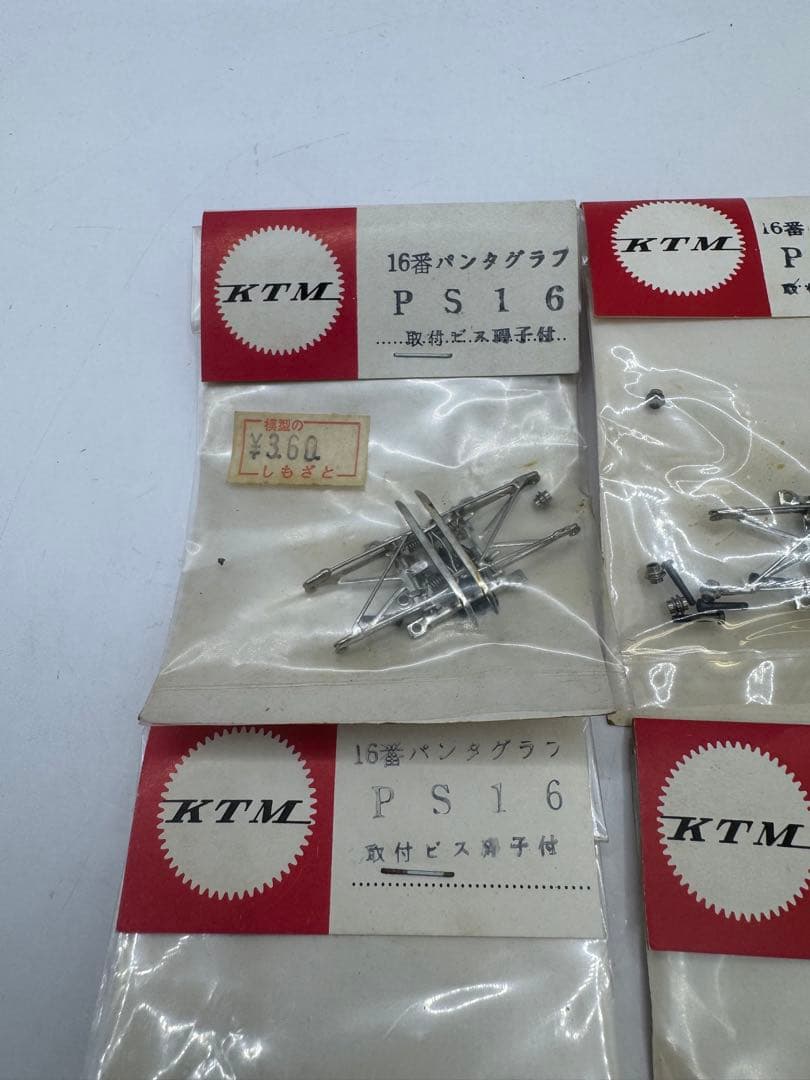 KTM
16番パンタグラフ
PS16
取付ビス碍子付
模型の
¥360
しもざと
KTM
16番
P
取
KTM
16番パンタグラフ
PS16
取付ビス碍子付
KTM